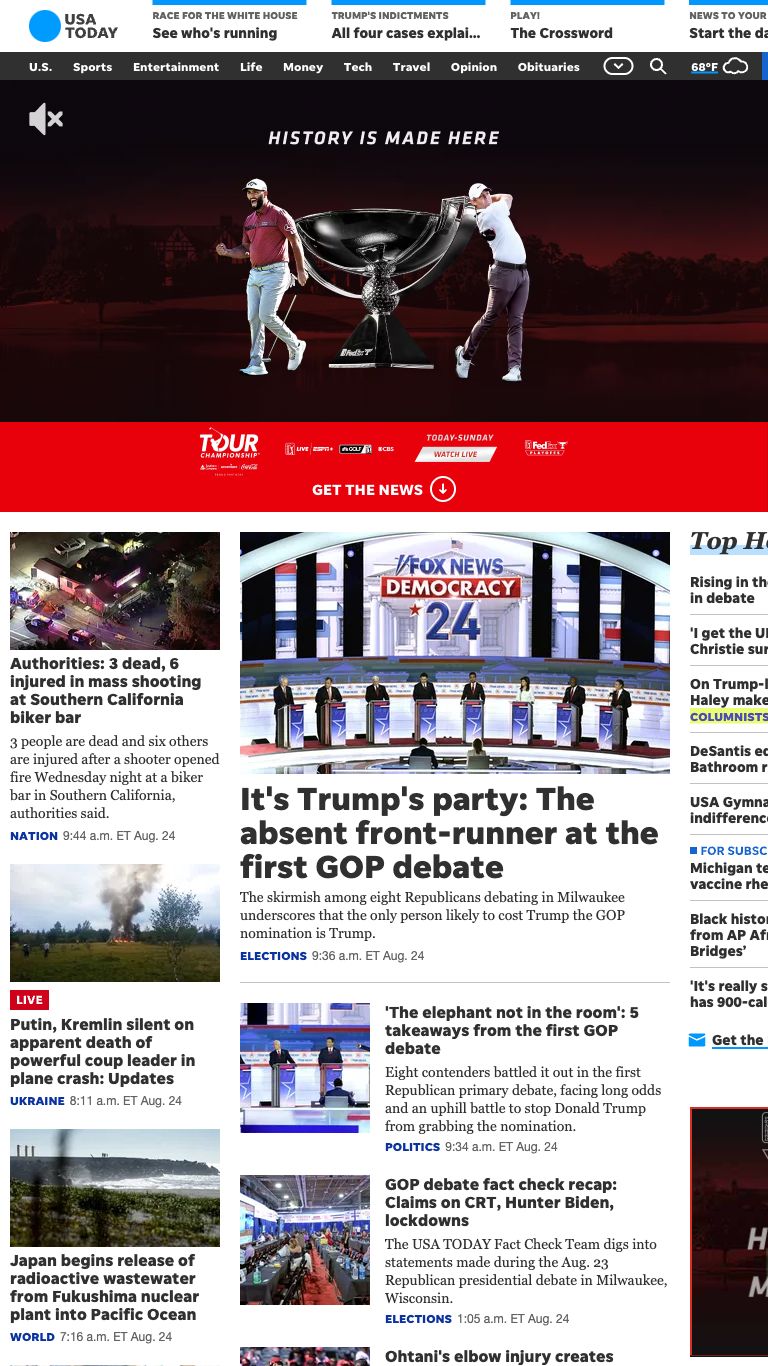 USA
TODAY
RACE FOR THE WHITE HOUSE
See who's running
TRUMP'S INDICTMENTS
All four cases explai...
PLAY!
The Crossword
NEWS TO YOUR
Start the da
U.S. Sports Entertainment Life Money Tech Travel Opinion Obituaries 68°F
HISTORY IS MADE HERE
FedEx
TOUR
CHAMPIONSHIP
LIVE ESPN+ GOLF CBS
TODAY-SUNDAY
WATCH LIVE
FedEx
PLAYOFFS
GET THE NEWS
FOX NEWS
DEMOCRACY
24
Authorities: 3 dead, 6
injured in mass shooting
at Southern California
biker bar
3 people are dead and six others
are injured after a shooter opened
fire Wednesday night at a biker
bar in Southern California,
authorities said.
NATION 9:44 a.m. ET Aug. 24
LIVE
Putin, Kremlin silent on
apparent death of
powerful coup leader in
plane crash: Updates
UKRAINE 8:11 a.m. ET Aug. 24
Japan begins release of
radioactive wastewater
from Fukushima nuclear
plant into Pacific Ocean
WORLD 7:16 a.m. ET Aug. 24
It's Trump's party: The
absent front-runner at the
first GOP debate
The skirmish among eight Republicans debating in Milwaukee
underscores that the only person likely to cost Trump the GOP
nomination is Trump.
ELECTIONS 9:36 a.m. ET Aug. 24
'The elephant not in the room': 5
takeaways from the first GOP
debate
Eight contenders battled it out in the first
Republican primary debate, facing long odds
and an uphill battle to stop Donald Trump
from grabbing the nomination.
POLITICS 9:34 a.m. ET Aug. 24
GOP debate fact check recap:
Claims on CRT, Hunter Biden,
lockdowns
The USA TODAY Fact Check Team digs into
statements made during the Aug. 23
Republican presidential debate in Milwaukee,
Wisconsin.
ELECTIONS 1:05 a.m. ET Aug. 24
Ohtani's elbow injury creates
Top He
Rising in the
in debate
'I get the U
Christie sur
On Trump-l
Haley make
COLUMNISTS
DeSantis ed
Bathroom r
USA Gymna
indifference
FOR SUBSC
Michigan te
vaccine rhe
Black histor
from AP Afr
Bridges'
'It's really s
has 900-cal
Get the
H
M